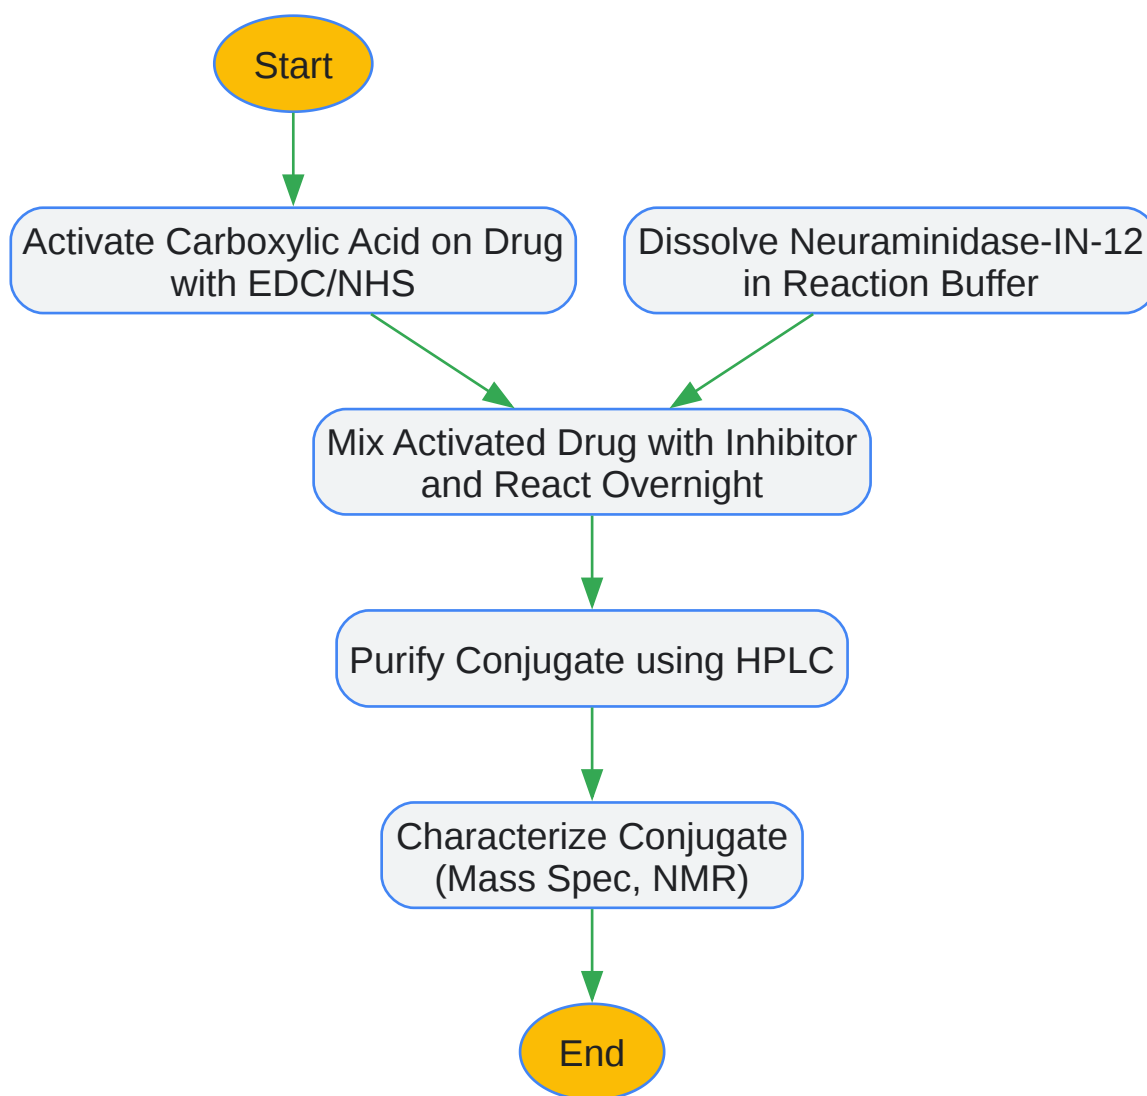 Start
Activate Carboxylic Acid on Drug
with EDC/NHS
Dissolve Neuraminidase-IN-12
in Reaction Buffer
Mix Activated Drug with Inhibitor
and React Overnight
Purify Conjugate using HPLC
Characterize Conjugate
(Mass Spec, NMR)
End